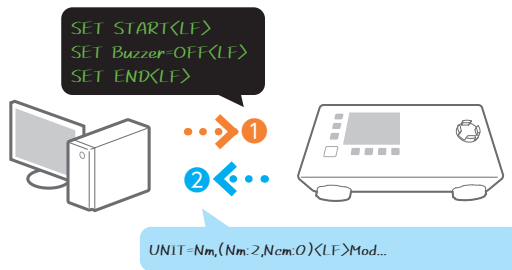 SET START<LF>
SET Buzzer=OFF<LF>
SET END<LF>
1
2
UNIT=Nm,(Nm:2,Ncm:0)<LF>Mod...